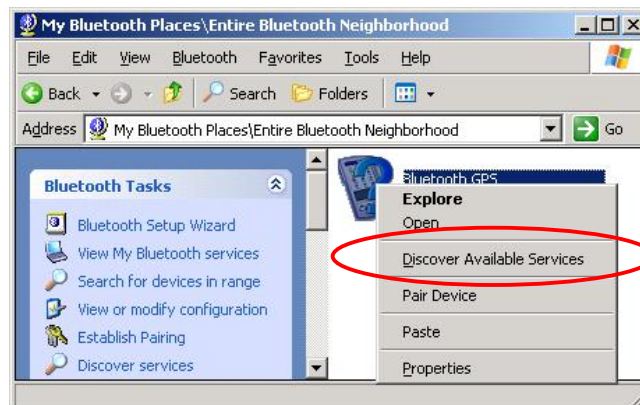 My Bluetooth Places\Entire Bluetooth Neighborhood
File Edit View Bluetooth Favorites Tools Help
Back Search Folders
Address My Bluetooth Places\Entire Bluetooth Neighborhood Go
Bluetooth Tasks
Bluetooth Setup Wizard
View My Bluetooth services
Search for devices in range
View or modify configuration
Establish Pairing
Discover services
Bluetooth GPS
Explore
Open
Discover Available Services
Pair Device
Paste
Properties